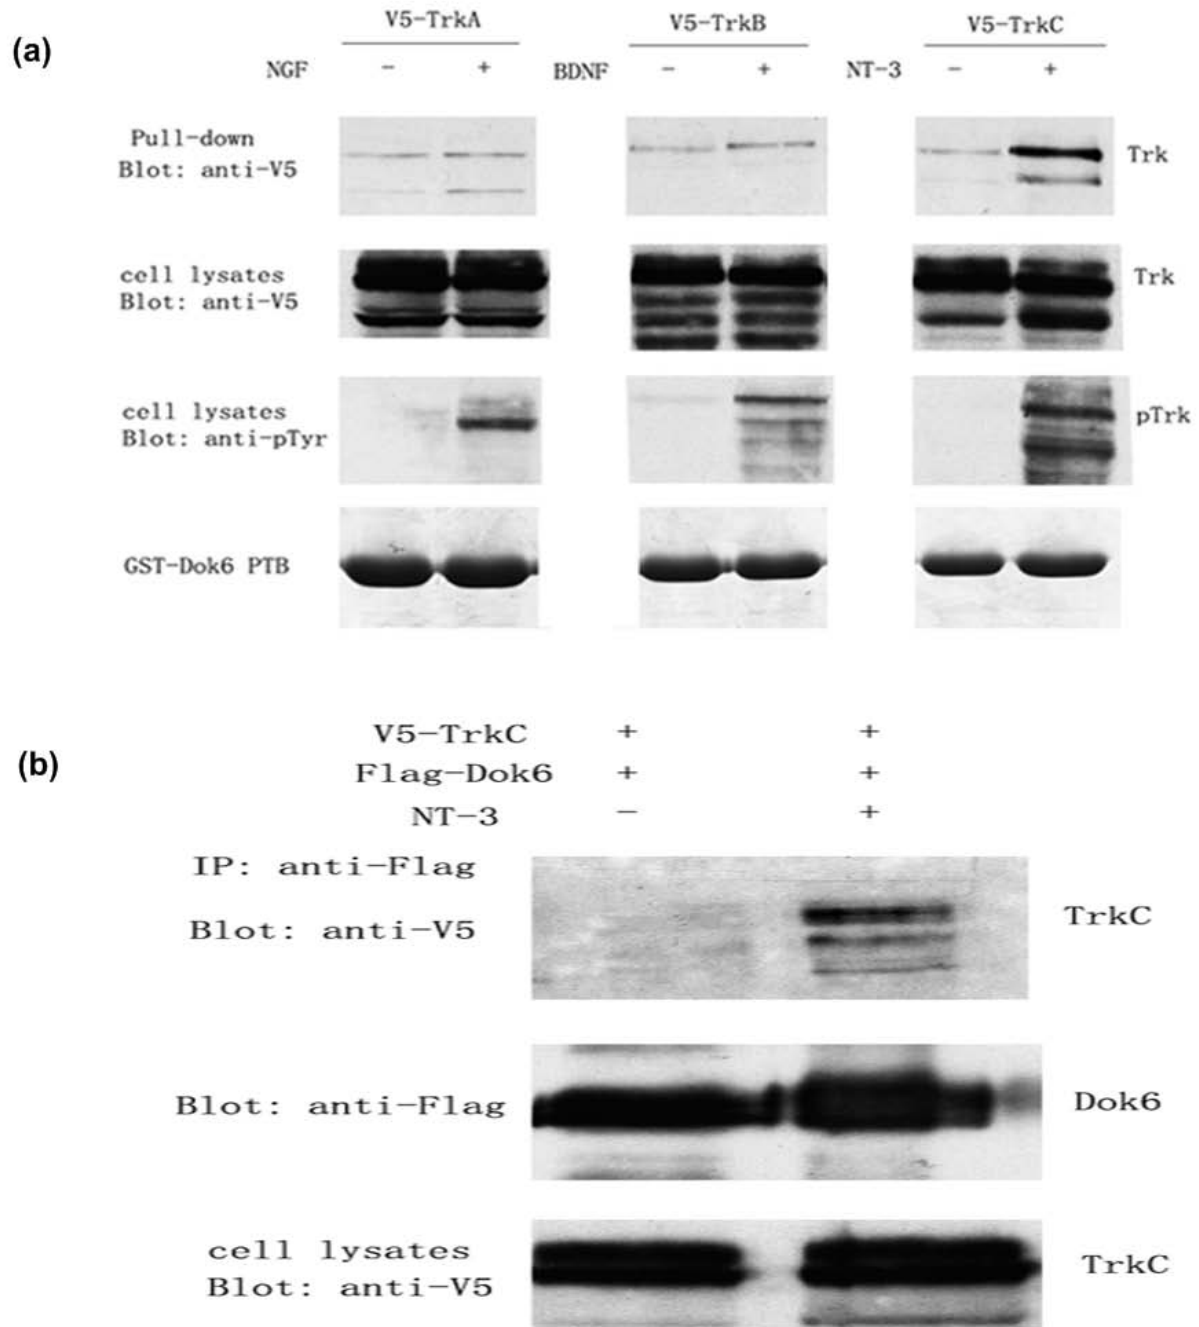 (a)
V5-TrkA V5-TrkB V5-TrkC
NGF − + BDNF − + NT-3 − +
Pull-down
Blot: anti-V5
Trk
cell lysates
Blot: anti-V5
Trk
cell lysates
Blot: anti-pTyr
pTrk
GST-Dok6 PTB
(b)
V5-TrkC + +
Flag-Dok6 + +
NT-3 − +
IP: anti-Flag
Blot: anti-V5
TrkC
Blot: anti-Flag
Dok6
cell lysates
Blot: anti-V5
TrkC